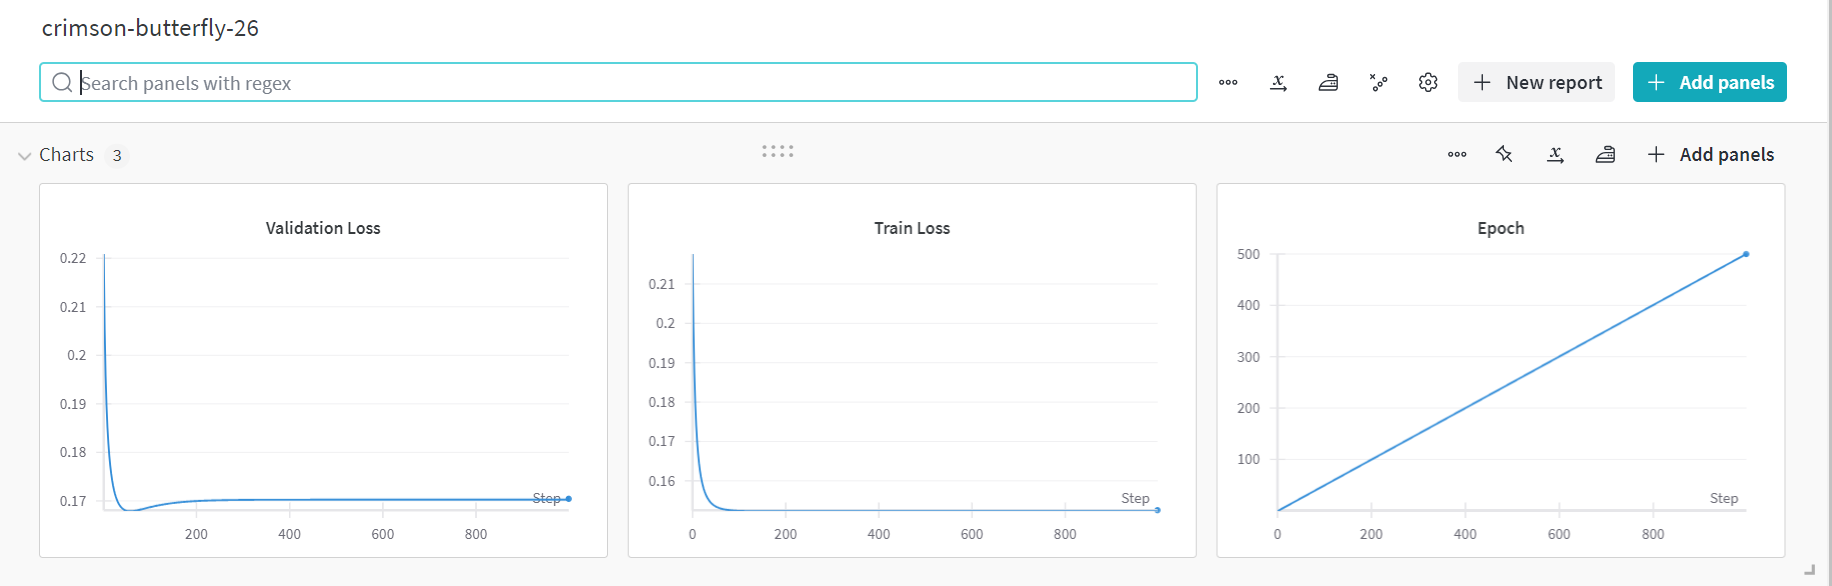 crimson-butterfly-26
Search panels with regex
New report
Add panels
Charts 3
Add panels
Validation Loss
0.22
0.21
0.2
0.19
0.18
0.17
Step
200 400 600 800
Train Loss
0.21
0.2
0.19
0.18
0.17
0.16
Step
0 200 400 600 800
Epoch
500
400
300
200
100
Step
0 200 400 600 800